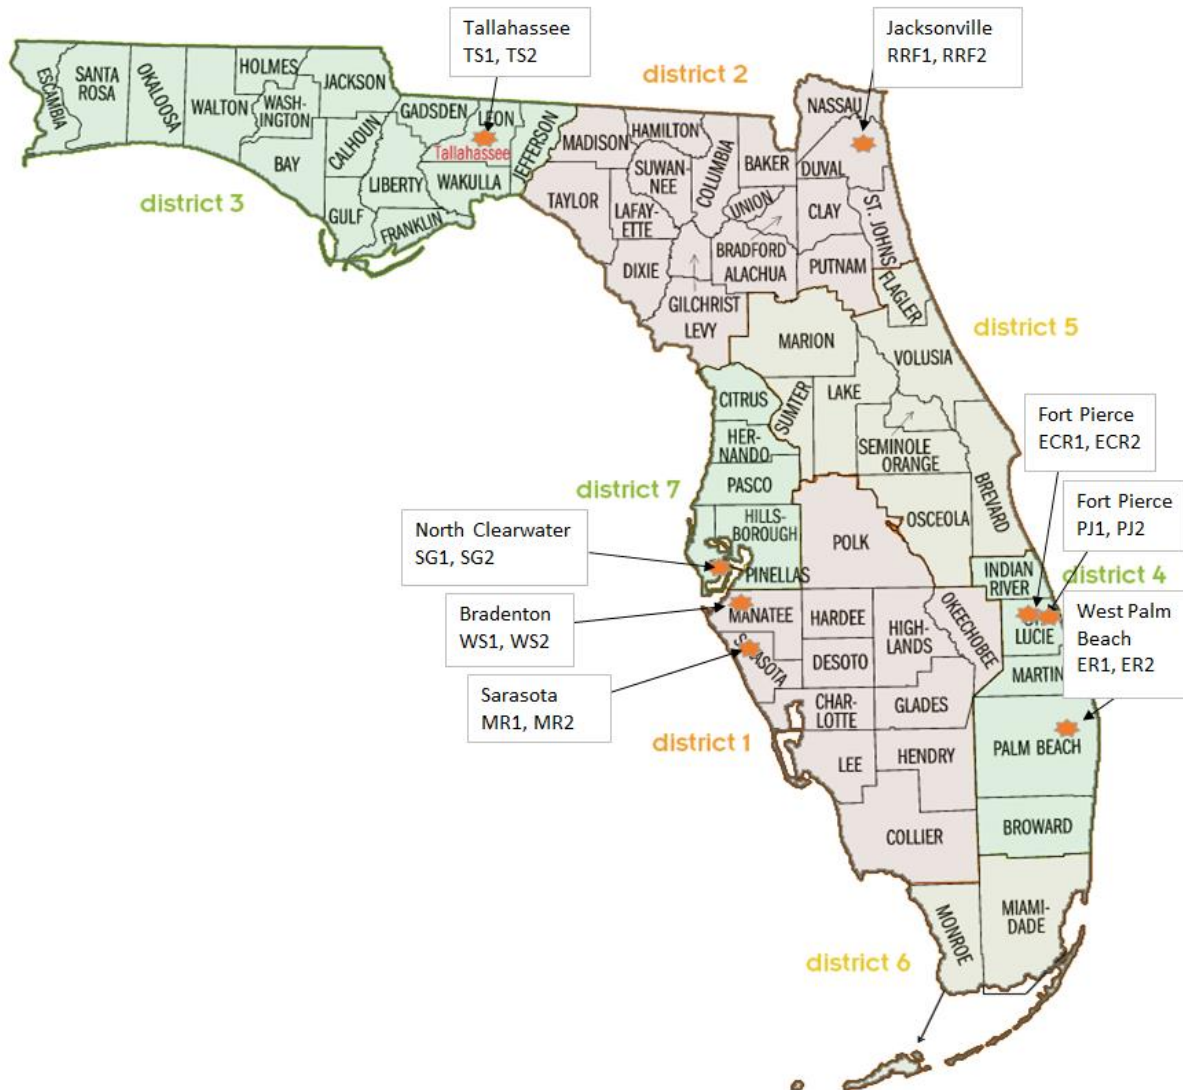 Tallahassee
TS1, TS2
Jacksonville
RRF1, RRF2
district 2
HOLMES
NASSAU
ESCAMBIA
SANTA
ROSA
OKALOOSA
WALTON
WASH-
INGTON
JACKSON
GADSDEN
LEON
Tallahassee
JEFFERSON
MADISON
HAMILTON
COLUMBIA
BAKER
DUVAL
BAY
CALHOUN
LIBERTY
WAKULLA
TAYLOR
SUWAN-
NEE
UNION
CLAY
ST. JOHNS
district 3
GULF
FRANKLIN
LAFAY-
ETTE
BRADFORD
ALACHUA
PUTNAM
DIXIE
GILCHRIST
LEVY
FLAGLER
district 5
MARION
VOLUSIA
CITRUS
SUMTER
LAKE
HER-
NANDO
SEMINOLE
ORANGE
Fort Pierce
ECR1, ECR2
PASCO
BREVARD
district 7
HILLS-
BOROUGH
POLK
OSCEOLA
Fort Pierce
PJ1, PJ2
North Clearwater
SG1, SG2
PINELLAS
INDIAN
RIVER
district 4
Bradenton
WS1, WS2
MANATEE
HARDEE
HIGH-
LANDS
OKEECHOBEE
LUCIE
West Palm
Beach
ER1, ER2
SARASOTA
DESOTO
MARTIN
Sarasota
MR1, MR2
CHAR-
LOTTE
GLADES
district 1
LEE
HENDRY
PALM BEACH
COLLIER
BROWARD
MONROE
MIAMI-
DADE
district 6